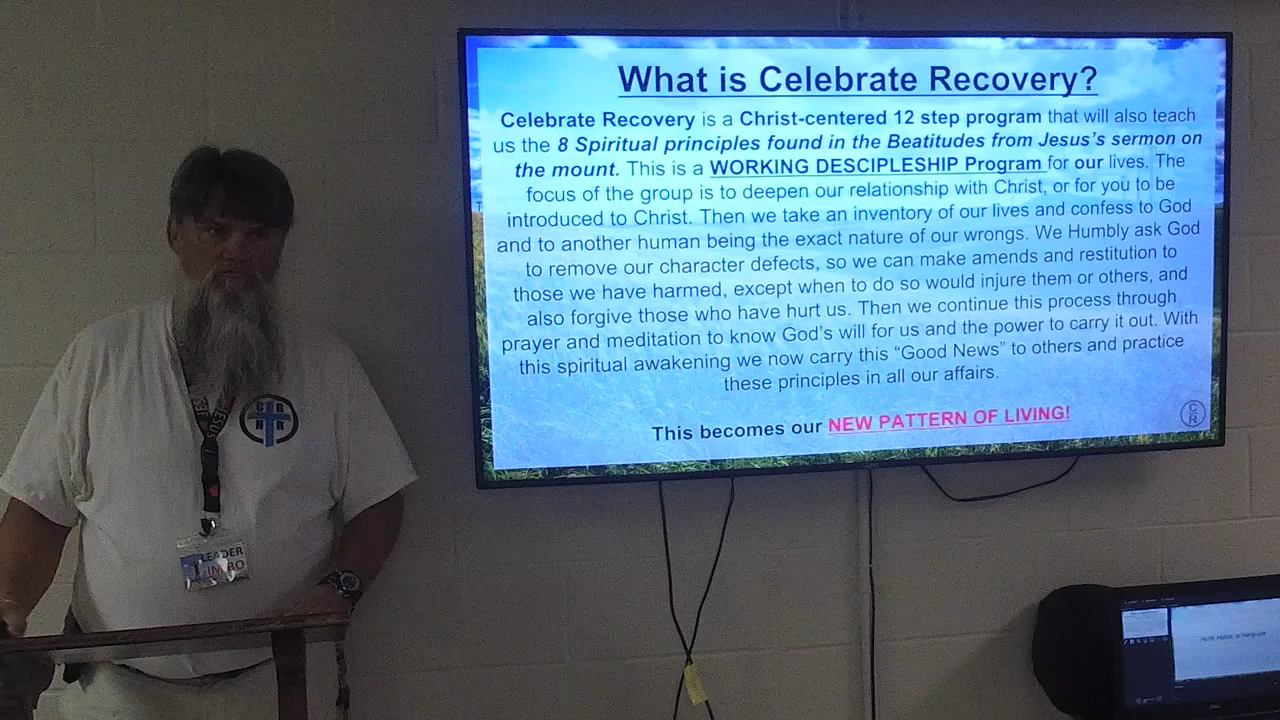 What is Celebrate Recovery?
Celebrate Recovery is a Christ-centered 12 step program that will also teach
us the 8 Spiritual principles found in the Beatitudes from Jesus's sermon on
the mount. This is a WORKING DESCIPLESHIP Program for our lives. The
focus of the group is to deepen our relationship with Christ, or for you to be
introduced to Christ. Then we take an inventory of our lives and confess to God
and to another human being the exact nature of our wrongs. We Humbly ask God
to remove our character defects, so we can make amends and restitution to
those we have harmed, except when to do so would injure them or others, and
also forgive those who have hurt us. Then we continue this process through
prayer and meditation to know God's will for us and the power to carry it out. With
this spiritual awakening we now carry this “Good News” to others and practice
these principles in all our affairs.
This becomes our NEW PATTERN OF LIVING!
C
R
JESUS
LEADER